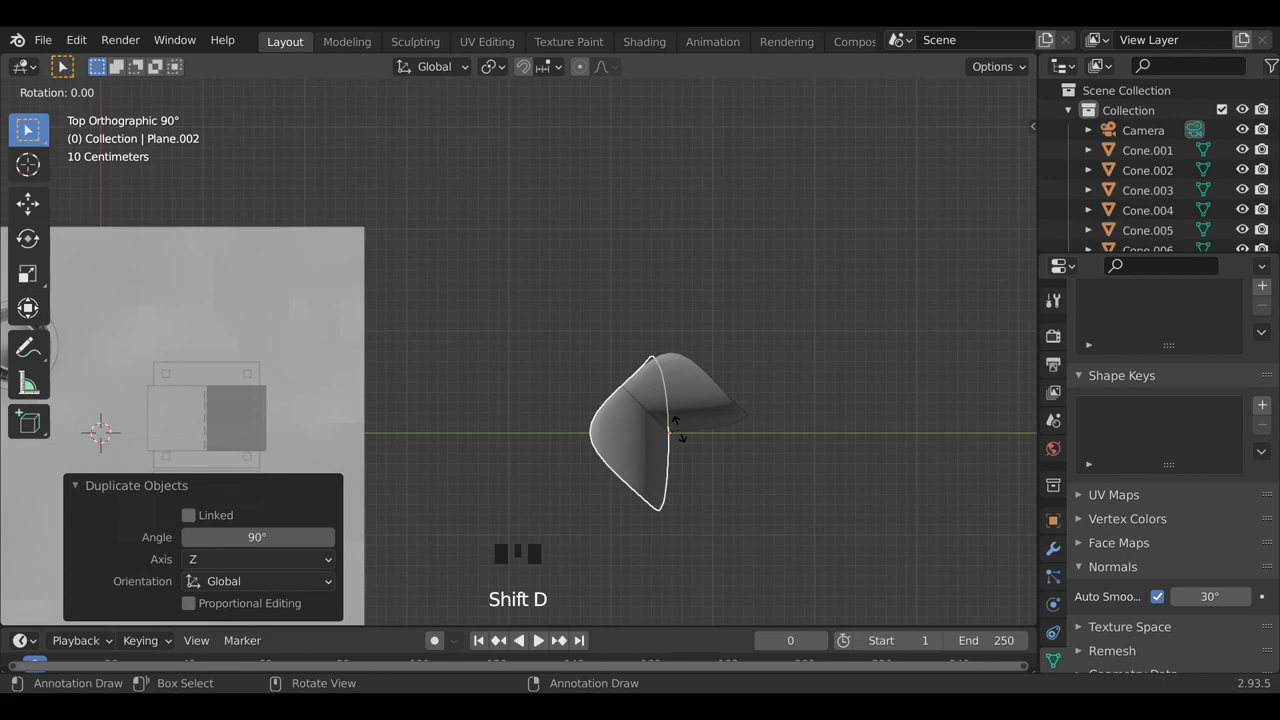 File Edit Render Window Help Layout Modeling Sculpting UV Editing Texture Paint Shading Animation Rendering Compos Scene View Layer
Global Options
Rotation: 0.00
Top Orthographic 90°
(0) Collection | Plane.002
10 Centimeters
Scene Collection
Collection
Camera
Cone.001
Cone.002
Cone.003
Cone.004
Cone.005
Cone.006
Shape Keys
UV Maps
Vertex Colors
Face Maps
Normals
Auto Smoo... 30°
Texture Space
Remesh
Geometry Data
Duplicate Objects
Linked
Angle 90°
Axis Z
Orientation Global
Proportional Editing
Shift D
Playback Keying View Marker 0 Start 1 End 250
Annotation Draw Box Select Rotate View Annotation Draw 2.93.5